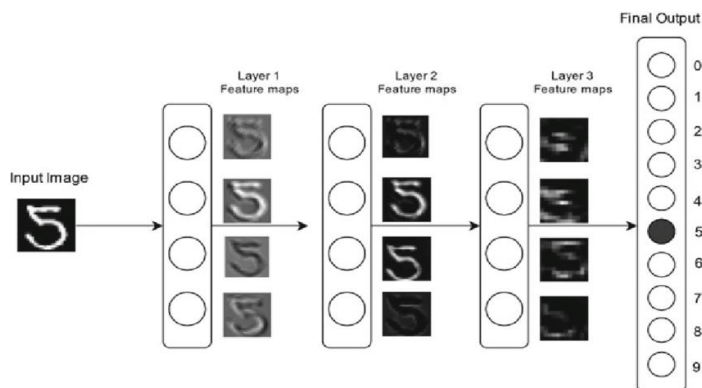 Final Output
Layer 1
Feature maps
Layer 2
Feature maps
Layer 3
Feature maps
Input Image
5
0
1
2
3
4
5
6
7
8
9